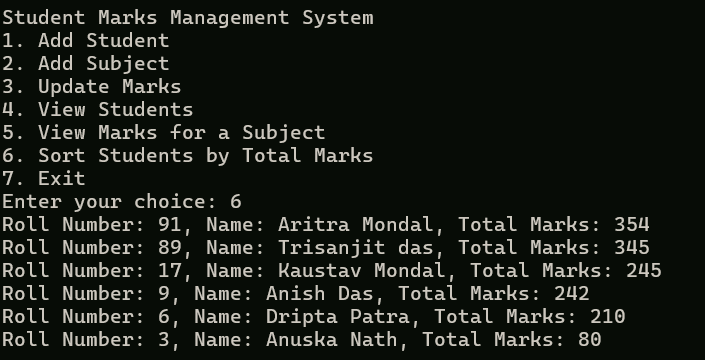 Student Marks Management System
1. Add Student
2. Add Subject
3. Update Marks
4. View Students
5. View Marks for a Subject
6. Sort Students by Total Marks
7. Exit
Enter your choice: 6
Roll Number: 91, Name: Aritra Mondal, Total Marks: 354
Roll Number: 89, Name: Trisanjit das, Total Marks: 345
Roll Number: 17, Name: Kaustav Mondal, Total Marks: 245
Roll Number: 9, Name: Anish Das, Total Marks: 242
Roll Number: 6, Name: Dripta Patra, Total Marks: 210
Roll Number: 3, Name: Anuska Nath, Total Marks: 80